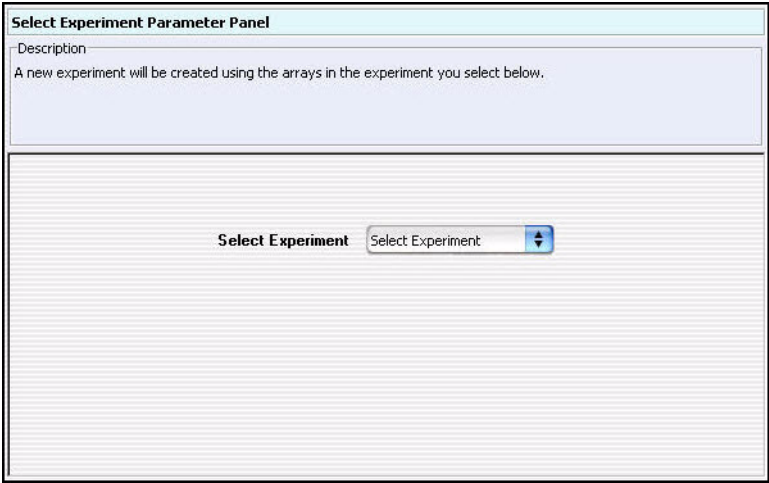 Select Experiment Parameter Panel
Description
A new experiment will be created using the arrays in the experiment you select below.
Select Experiment Select Experiment